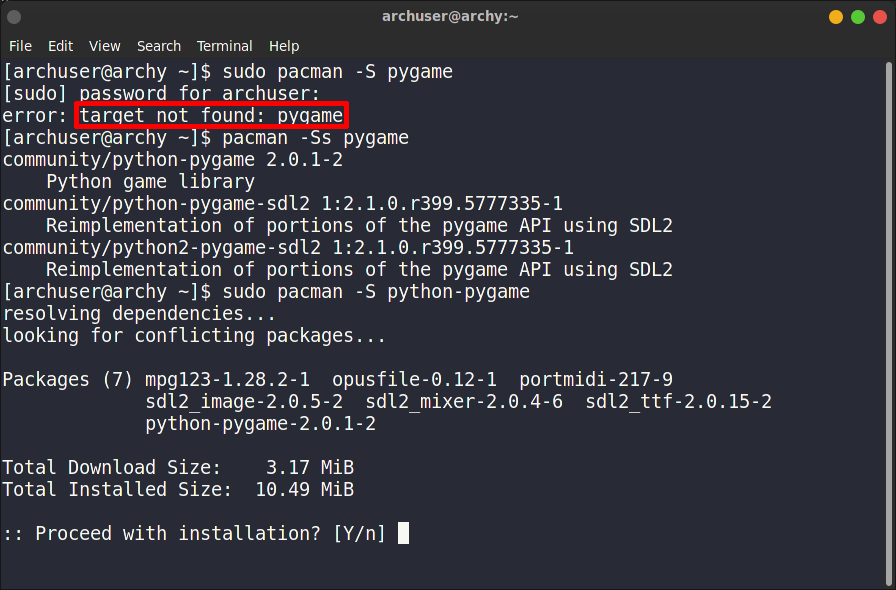 archuser@archy:~
File Edit View Search Terminal Help
[archuser@archy ~]$ sudo pacman -S pygame
[sudo] password for archuser:
error: target not found: pygame
[archuser@archy ~]$ pacman -Ss pygame
community/python-pygame 2.0.1-2
    Python game library
community/python-pygame-sdl2 1:2.1.0.r399.5777335-1
    Reimplementation of portions of the pygame API using SDL2
community/python2-pygame-sdl2 1:2.1.0.r399.5777335-1
    Reimplementation of portions of the pygame API using SDL2
[archuser@archy ~]$ sudo pacman -S python-pygame
resolving dependencies...
looking for conflicting packages...

Packages (7) mpg123-1.28.2-1  opusfile-0.12-1  portmidi-217-9
             sdl2_image-2.0.5-2  sdl2_mixer-2.0.4-6  sdl2_ttf-2.0.15-2
             python-pygame-2.0.1-2

Total Download Size:    3.17 MiB
Total Installed Size:  10.49 MiB

:: Proceed with installation? [Y/n]